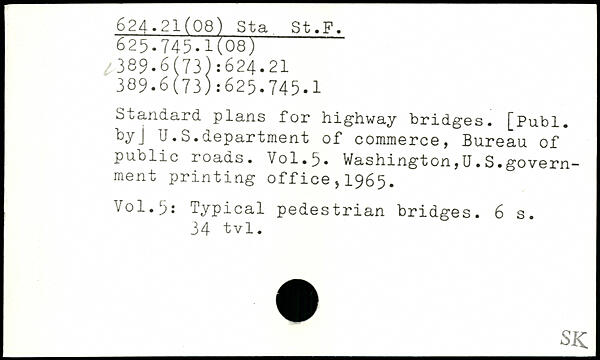 624.21(08) Sta St.F.
625.745.1(08)
389.6(73):624.21
389.6(73):625.745.1
Standard plans for highway bridges. [Publ.
by] U.S.department of commerce, Bureau of
public roads. Vol.5. Washington,U.S.govern-
ment printing office,1965.
Vol.5: Typical pedestrian bridges. 6 s.
34 tvl.
SK